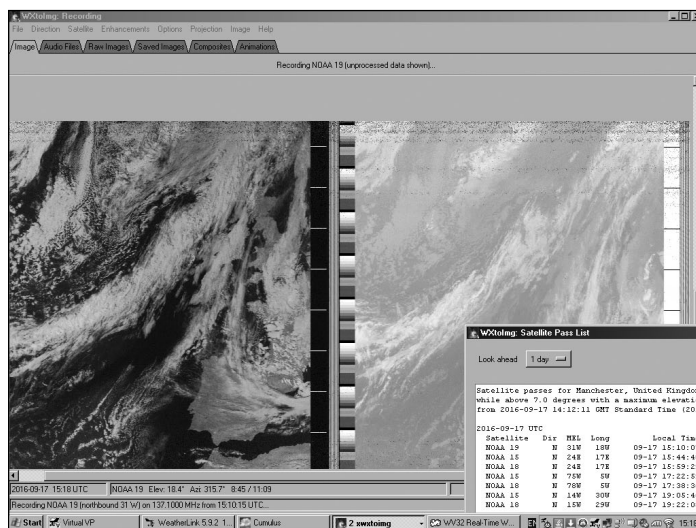 WXtoImg: Recording
File Direction Satellite Enhancements Options Projection Image Help
Image Audio Files Raw Images Saved Images Composites Animations
Recording NOAA 19 (unprocessed data shown)...
WXtoImg: Satellite Pass List
Look ahead 1 day
Satellite passes for Manchester, United Kingdo
while above 7.0 degrees with a maximum elevati
from 2016-09-17 14:12:11 GMT Standard Time (20
2016-09-17 UTC
Satellite Dir MEL Long Local Tim
NOAA 19 N 31W 18W 09-17 15:10:0
NOAA 15 N 24E 17E 09-17 15:44:4
NOAA 18 N 24E 17E 09-17 15:59:2
NOAA 15 N 75W 5W 09-17 17:22:5
NOAA 18 N 78W 5W 09-17 17:38:3
NOAA 15 N 14W 30W 09-17 19:05:4
NOAA 18 N 15W 29W 09-17 19:22:0
2016-09-17 15:18 UTC NOAA 19 Elev: 18.4° Azi: 315.7° 8:45 / 11:09
Recording NOAA 19 (northbound 31 W) on 137.1000 MHz from 15:10:15 UTC...
Start Virtual VP WeatherLink 5.9.2 1... Cumulus 2 xwxtoimg WV32 Real-Time W...